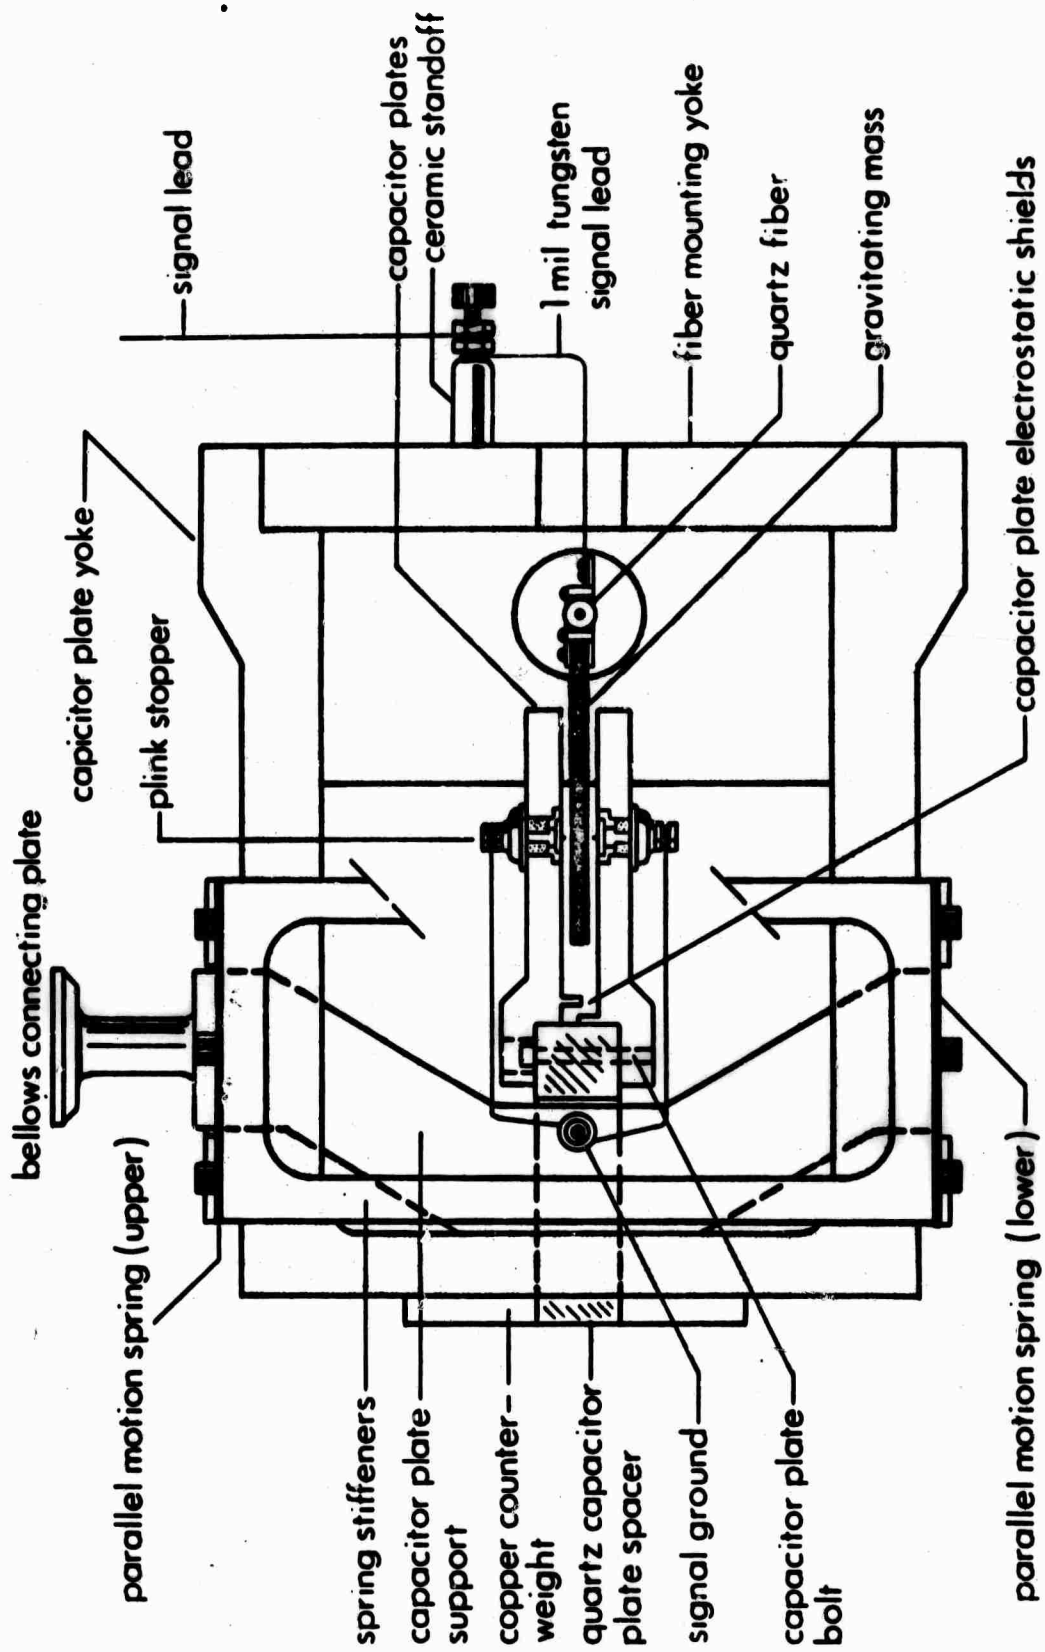 bellows connecting plate
parallel motion spring (upper)
capicitor plate yoke
plink stopper
signal lead
capacitor plates
ceramic standoff
1 mil tungsten
signal lead
fiber mounting yoke
quartz fiber
gravitating mass
capacitor plate electrostatic shields
spring stiffeners
capacitor plate
support
copper counter-
weight
quartz capacitor
plate spacer
signal ground
capacitor plate
bolt
parallel motion spring (lower)